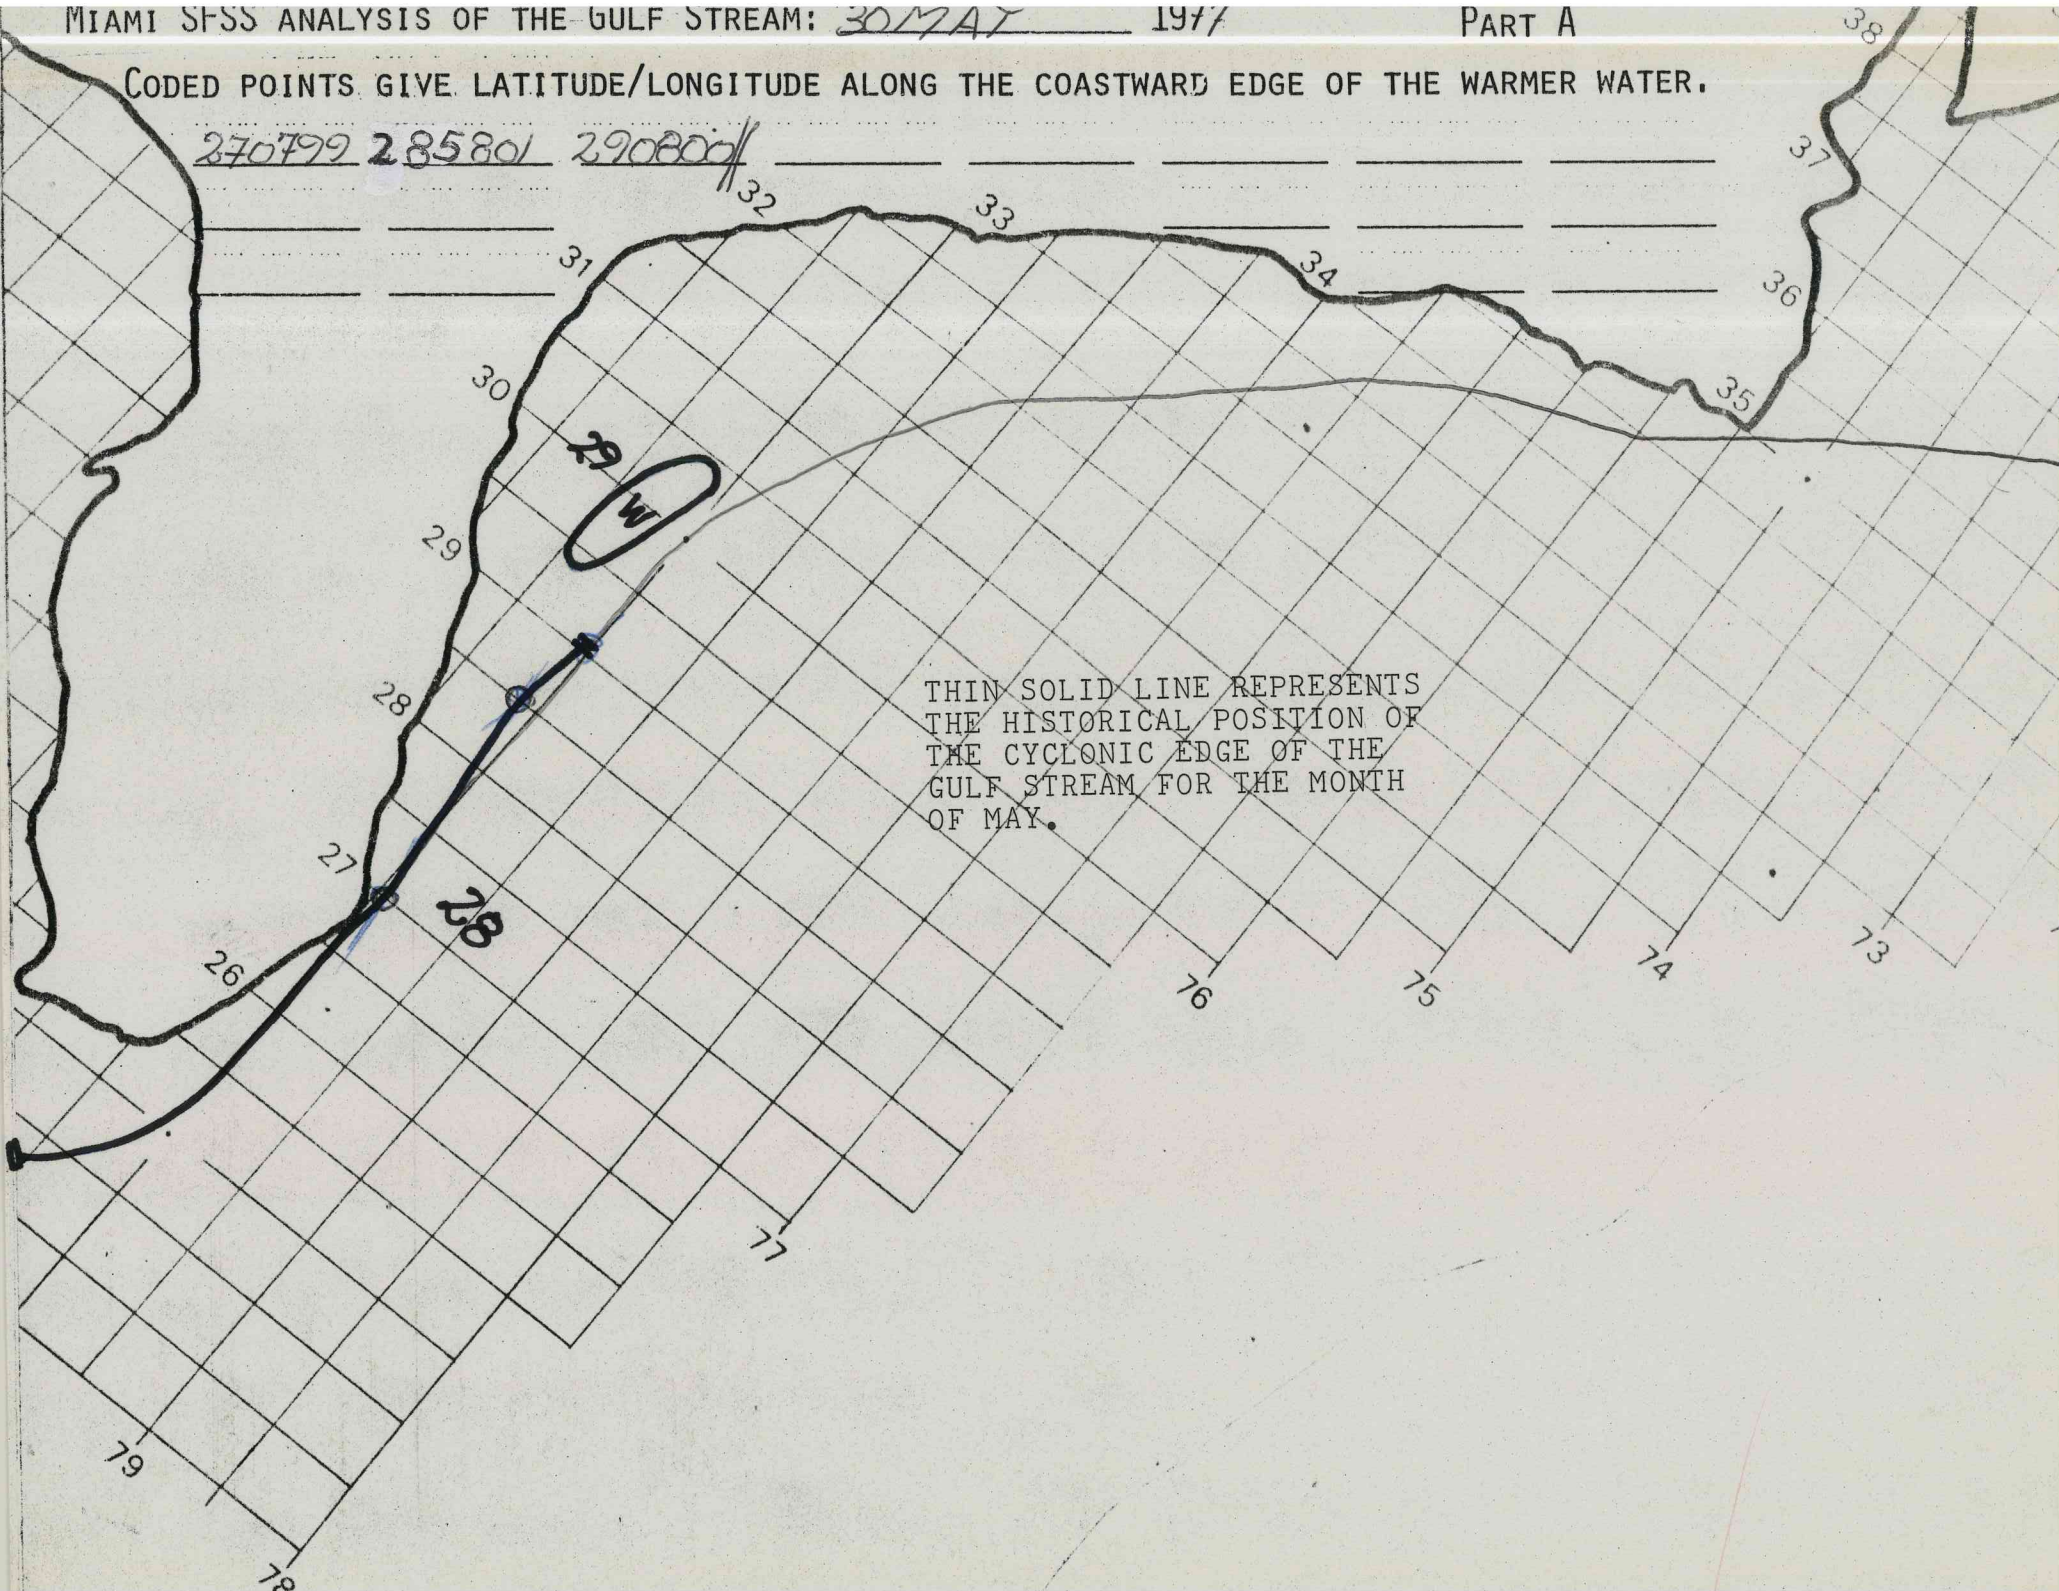 MIAMI SFSS ANALYSIS OF THE GULF STREAM: 30 MAY 1977 PART A
CODED POINTS GIVE LATITUDE/LONGITUDE ALONG THE COASTWARD EDGE OF THE WARMER WATER.
270799 285801 290800//
38
37
36
35
34
33
32
31
30
29
W
29
28
27
28
26
THIN SOLID LINE REPRESENTS
THE HISTORICAL POSITION OF
THE CYCLONIC EDGE OF THE
GULF STREAM FOR THE MONTH
OF MAY.
73
74
75
76
77
79
78